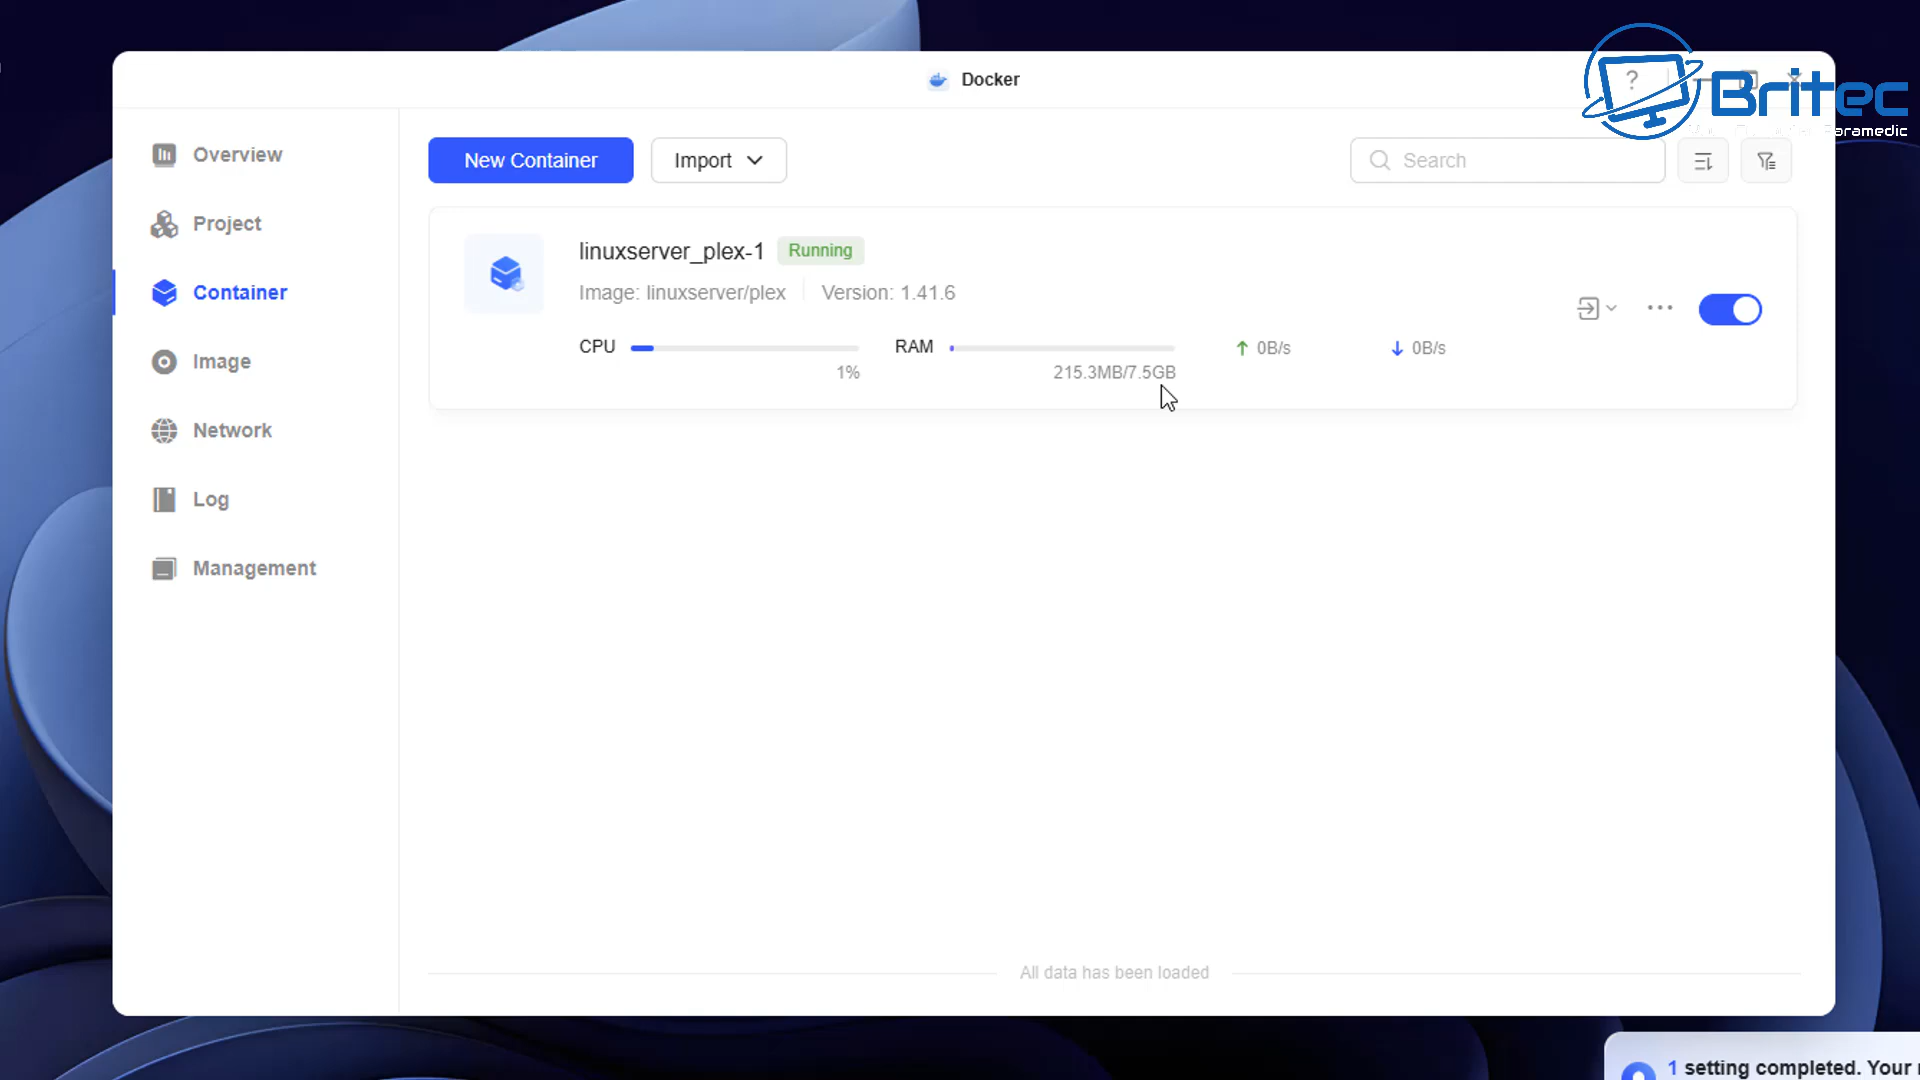 Docker
?
Britec
Paramedic
Overview
Project
Container
Image
Network
Log
Management
New Container
Import
Search
linuxserver_plex-1
Running
Image: linuxserver/plex
Version: 1.41.6
CPU
1%
RAM
215.3MB/7.5GB
0B/s
0B/s
All data has been loaded
1 setting completed. Your